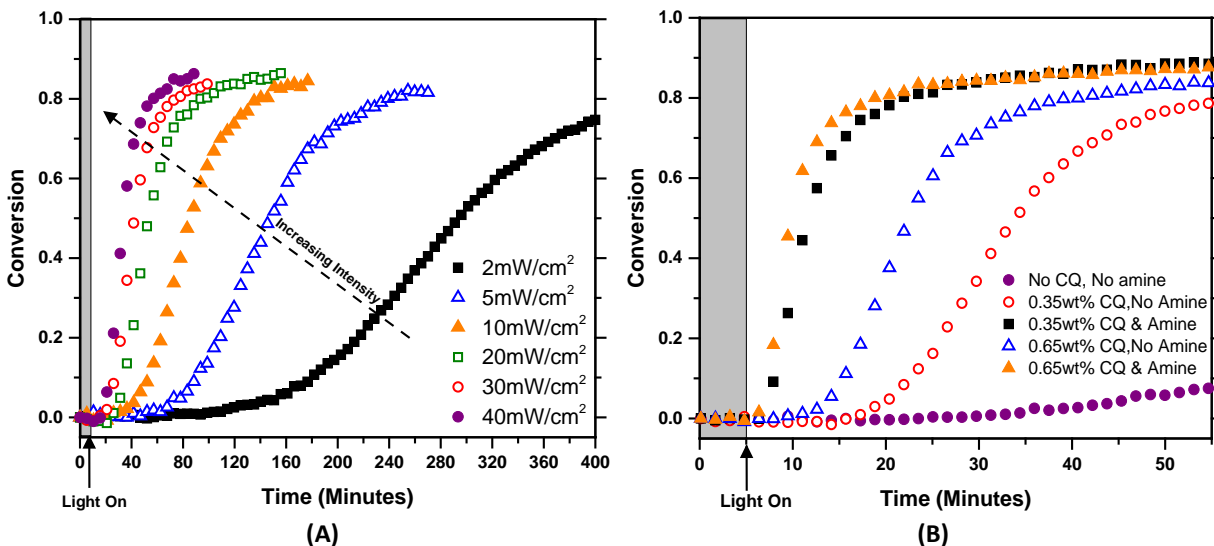 1.0
0.8
0.6
0.4
0.2
0.0
Conversion
0 40 80 120 160 200 240 280 320 360 400
Time (Minutes)
Light On
Increasing Intensity
2mW/cm²
5mW/cm²
10mW/cm²
20mW/cm²
30mW/cm²
40mW/cm²
(A)
1.0
0.8
0.6
0.4
0.2
0.0
Conversion
0 10 20 30 40 50
Time (Minutes)
Light On
No CQ, No amine
0.35wt% CQ,No Amine
0.35wt% CQ & Amine
0.65wt% CQ,No Amine
0.65wt% CQ & Amine
(B)